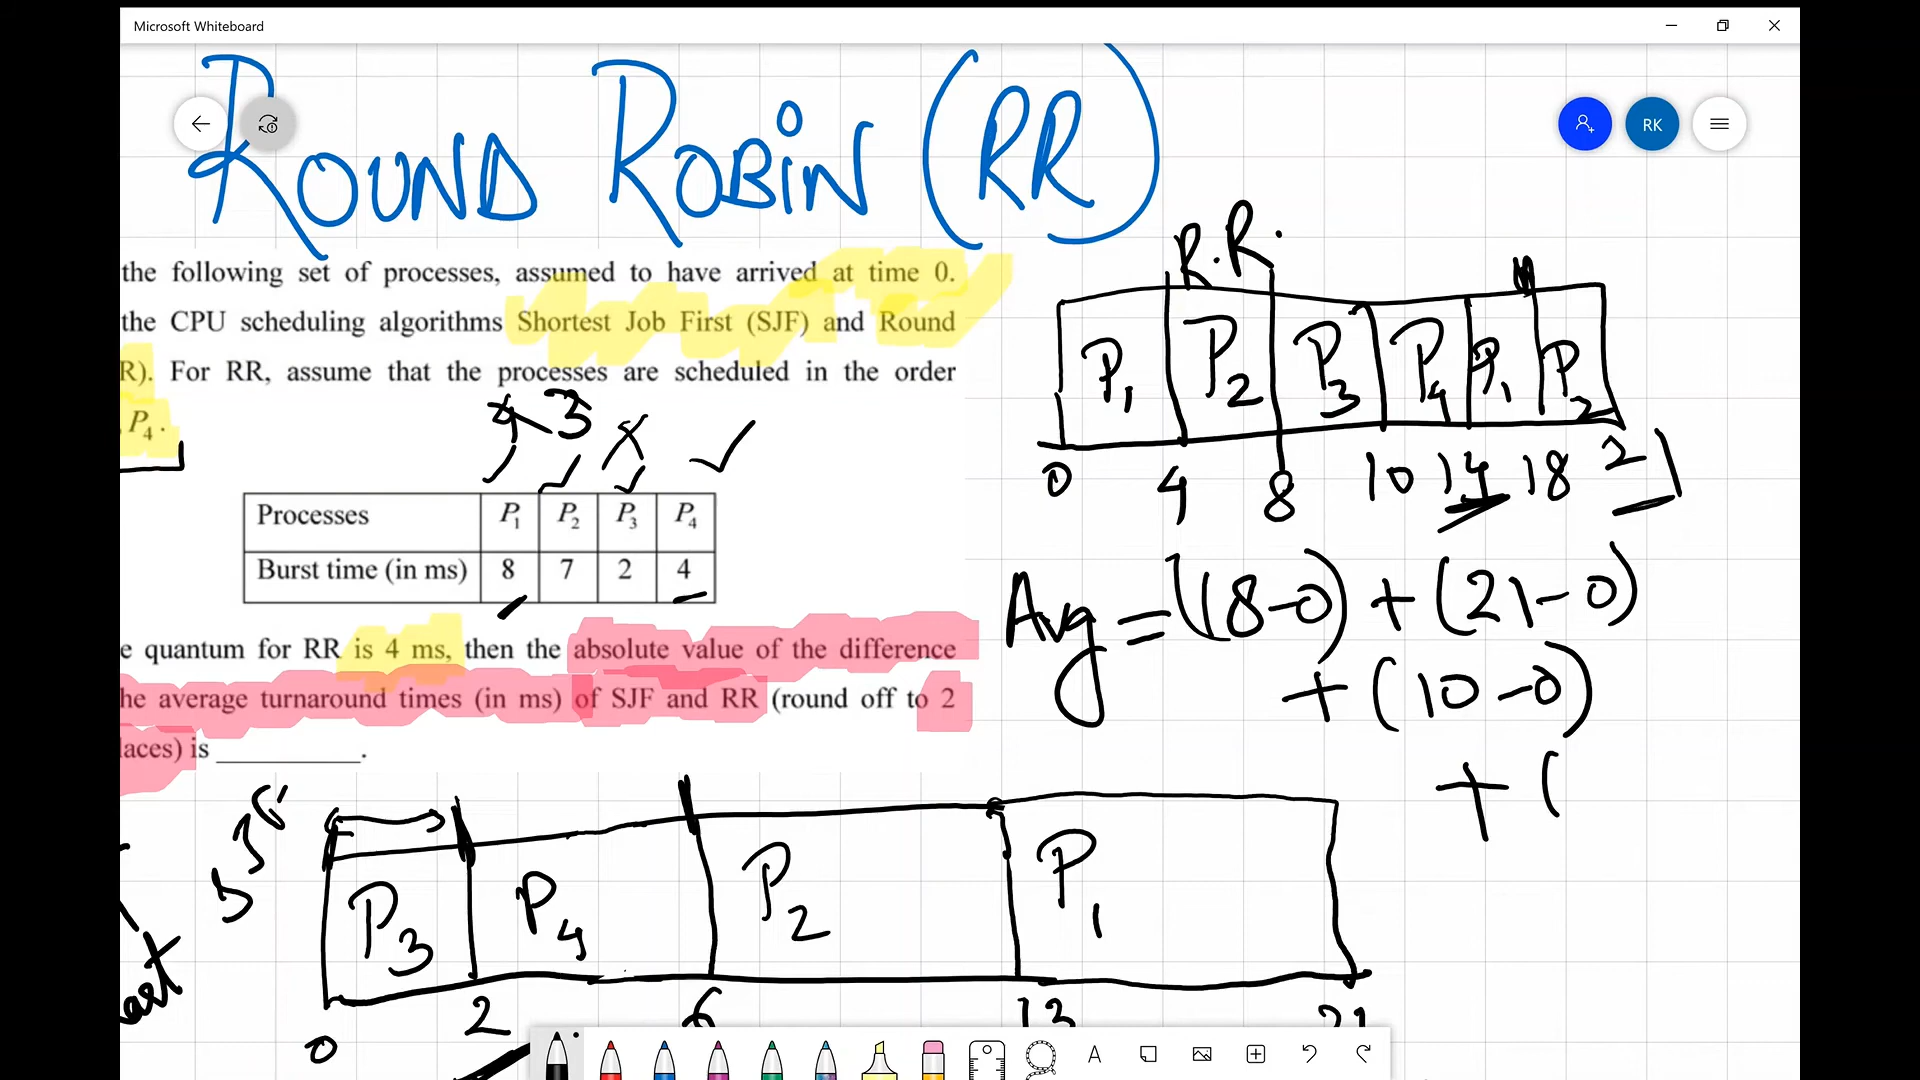 Microsoft Whiteboard
ROUND ROBIN (RR)
RK
the following set of processes, assumed to have arrived at time 0.
the CPU scheduling algorithms Shortest Job First (SJF) and Round
R). For RR, assume that the processes are scheduled in the order
P4.
4 3
Processes P1 P2 P3 P4
Burst time (in ms) 8 7 2 4
e quantum for RR is 4 ms, then the absolute value of the difference
he average turnaround times (in ms) of SJF and RR (round off to 2
laces) is ________.
R.R.
P1 P2 P3 P4 P1 P2
0 4 8 10 14 18 21
Avg = (18-0) + (21-0)
+ (10-0)
+ (
SJF
P3 P4 P2 P1
0 2 6 13 21
A